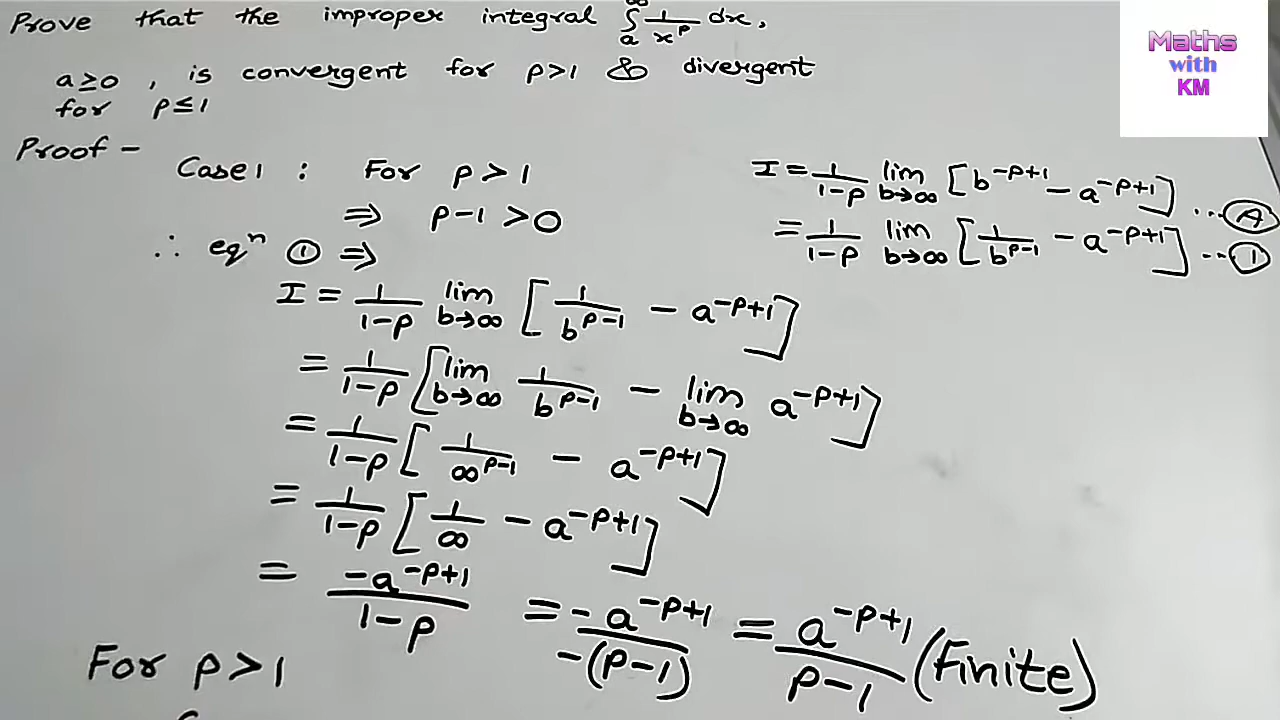 Prove that the improper integral ∫_a^∞ 1/x^p dx,
a≥0, is convergent for p>1 & divergent
for p≤1
Proof -
Case 1 : For p>1
⇒ p-1 >0
∴ eqⁿ ① ⇒
I = 1/(1-p) lim_{b→∞} [b^{-p+1} - a^{-p+1}] ...Ⓐ
= 1/(1-p) lim_{b→∞} [1/b^{p-1} - a^{-p+1}] ...①
I = 1/(1-p) lim_{b→∞} [1/b^{p-1} - a^{-p+1}]
= 1/(1-p) [lim_{b→∞} 1/b^{p-1} - lim_{b→∞} a^{-p+1}]
= 1/(1-p) [1/∞^{p-1} - a^{-p+1}]
= 1/(1-p) [1/∞ - a^{-p+1}]
= -a^{-p+1}/(1-p) = -a^{-p+1}/-(p-1) = a^{-p+1}/(p-1) (Finite)
For p>1
Maths
with
KM